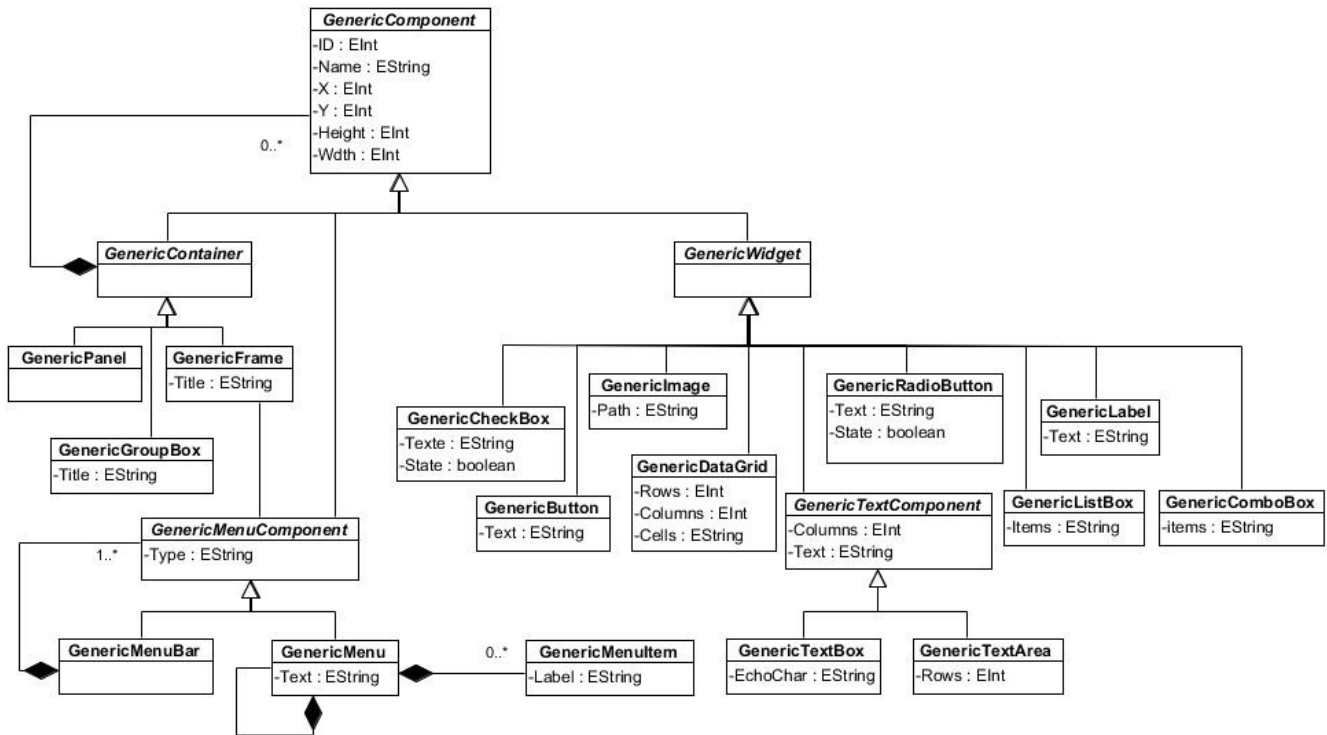 GenericComponent
-ID : EInt
-Name : EString
-X : EInt
-Y : EInt
-Height : EInt
-Wdth : EInt
0..*
GenericContainer
GenericWidget
GenericPanel
GenericFrame
-Title : EString
GenericGroupBox
-Title : EString
GenericCheckBox
-Texte : EString
-State : boolean
GenericImage
-Path : EString
GenericButton
-Text : EString
GenericDataGrid
-Rows : EInt
-Columns : EInt
-Cells : EString
GenericRadioButton
-Text : EString
-State : boolean
GenericTextComponent
-Columns : EInt
-Text : EString
GenericLabel
-Text : EString
GenericListBox
-Items : EString
GenericComboBox
-items : EString
GenericMenuComponent
-Type : EString
1..*
GenericMenuBar
GenericMenu
-Text : EString
0..*
GenericMenuItem
-Label : EString
GenericTextBox
-EchoChar : EString
GenericTextArea
-Rows : EInt